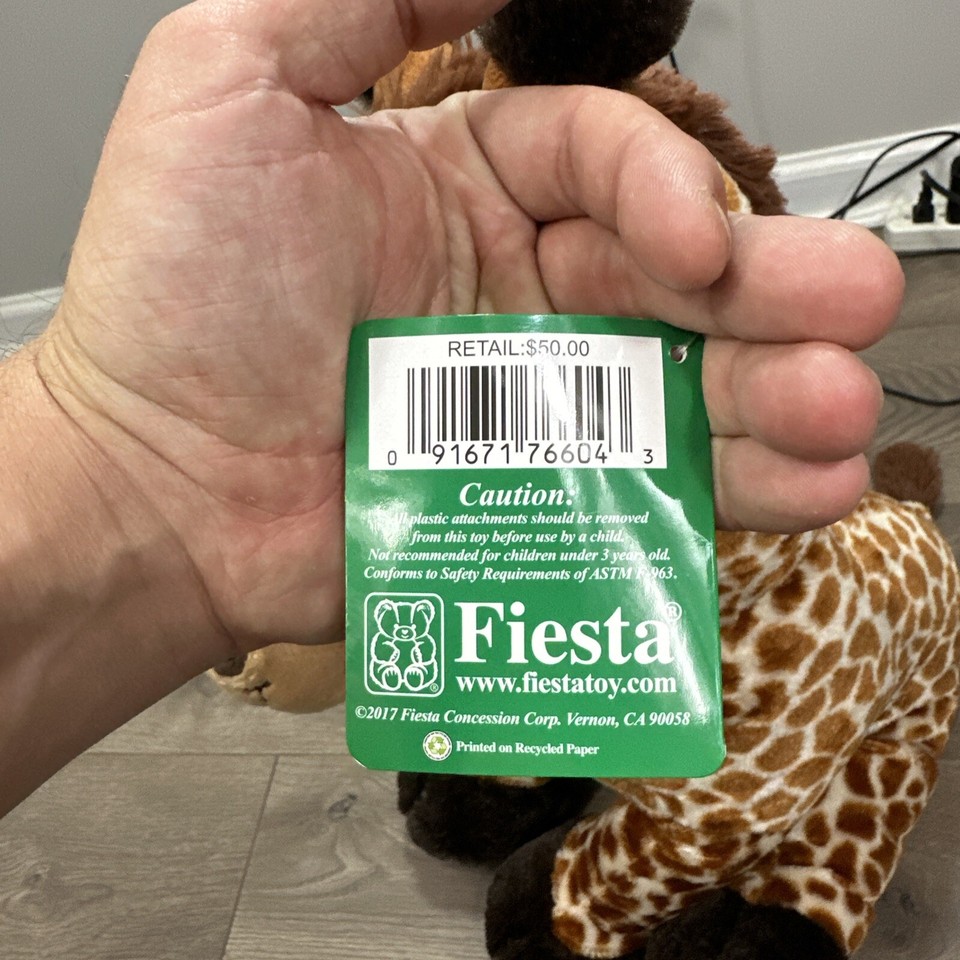 RETAIL:$50.00
0 91671 76604 3
Caution:
All plastic attachments should be removed
from this toy before use by a child.
Not recommended for children under 3 years old.
Conforms to Safety Requirements of ASTM F-963.
Fiesta®
www.fiestatoy.com
©2017 Fiesta Concession Corp. Vernon, CA 90058
Printed on Recycled Paper